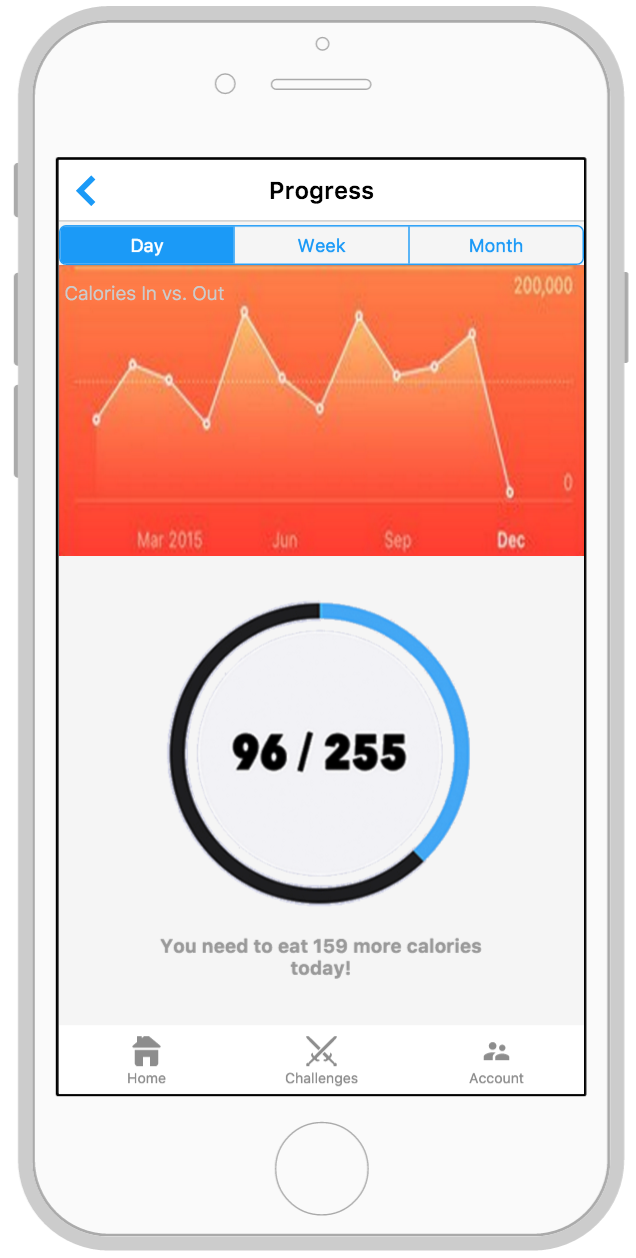 Progress
Day Week Month
Calories In vs. Out 200,000
0
Mar 2015 Jun Sep Dec
96 / 255
You need to eat 159 more calories
today!
Home Challenges Account